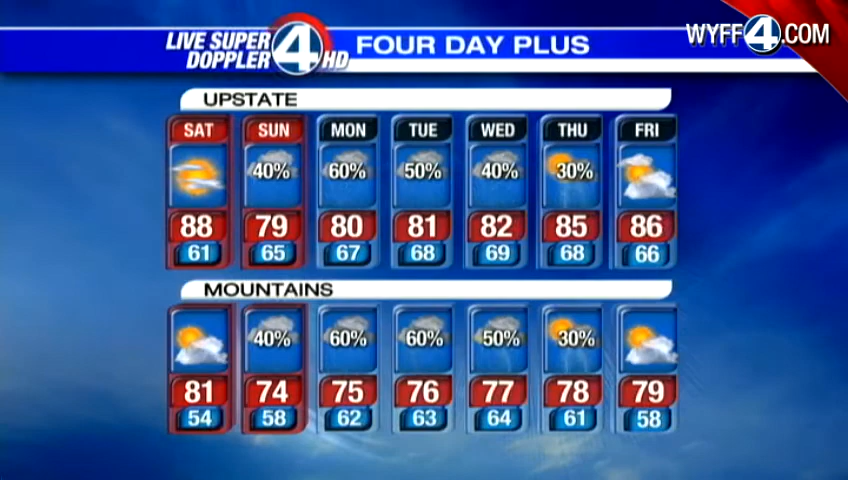 LIVE SUPER DOPPLER 4 HD
FOUR DAY PLUS
WYFF4.COM
UPSTATE
SAT SUN MON TUE WED THU FRI
40% 60% 50% 40% 30%
88 79 80 81 82 85 86
61 65 67 68 69 68 66
MOUNTAINS
40% 60% 60% 50% 30%
81 74 75 76 77 78 79
54 58 62 63 64 61 58